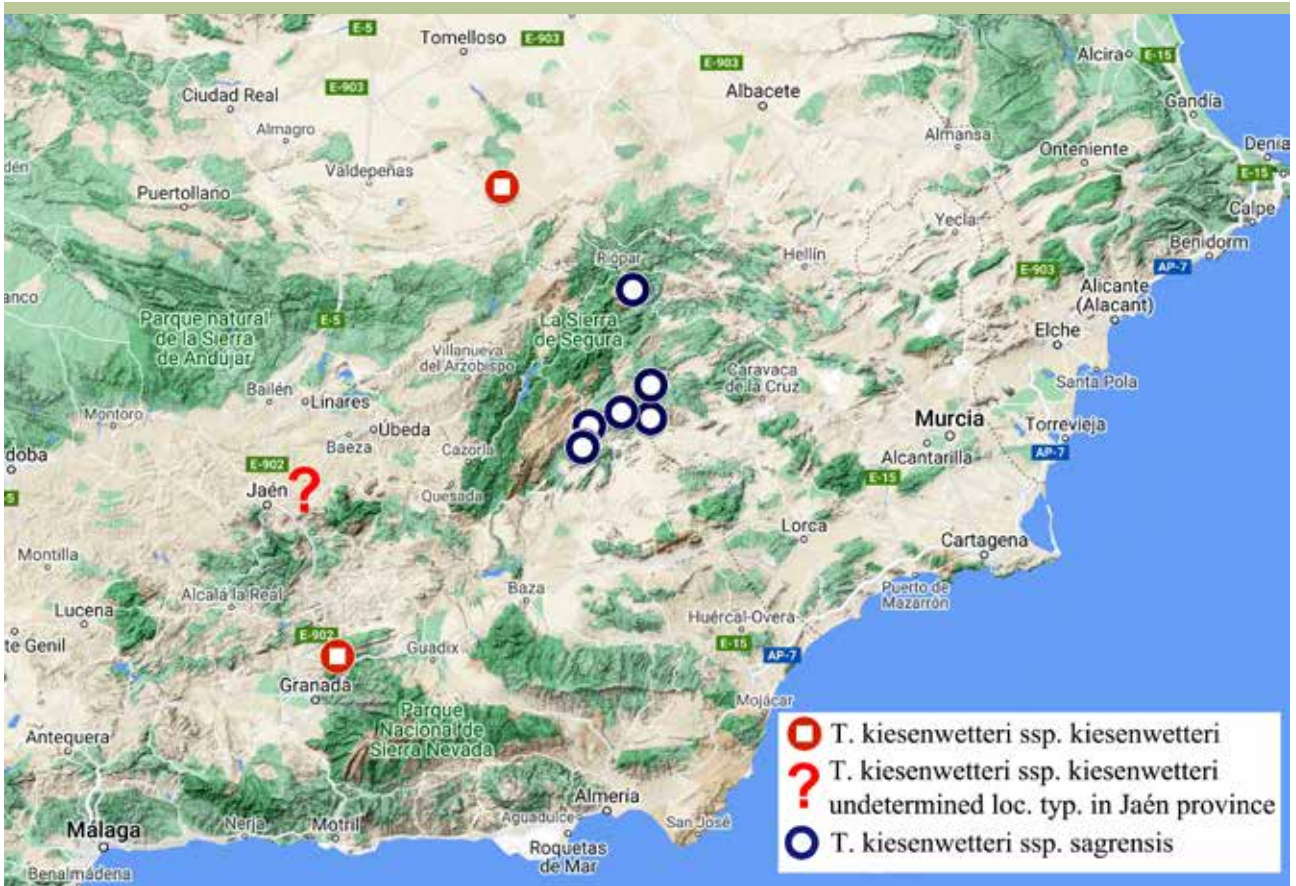 E-5
Tomelloso
E-903
Alcira
E-15
E-903
Ciudad Real
E-903
Albacete
Gandía
Almagro
Almansa
Onteniente
Denia
Valdepeñas
E-15
Puertollano
Calpe
Yecla
Benidorm
Riópar
Hellín
E-903
AP-7
Alicante
(Alacant)
Parque natural
de la Sierra
de Andújar
E-5
La Sierra
de Segura
Elche
Villanueva
del Arzobispo
Caravaca
de la Cruz
Santa Pola
Bailén
Linares
Montoro
Murcia
Torrevieja
Úbeda
Baeza
Cazorla
Alcantarilla
AP-7
doba
E-902
E-15
Jaén
?
Quesada
Lorca
Cartagena
Montilla
Baza
Puerto de
Mazarrón
Alcalá la Real
Lucena
Huércal-Overa
te Genil
E-902
Guadix
E-15
AP-7
Granada
Mojácar
Parque
Nacional de
Sierra Nevada
Antequera
T. kiesenwetteri ssp. kiesenwetteri
? T. kiesenwetteri ssp. kiesenwetteri
undetermined loc. typ. in Jaén province
T. kiesenwetteri ssp. sagrensis
Almería
Málaga
Nerja
Motril
Aguadulce
San José
Roquetas
de Mar
Benalmádena